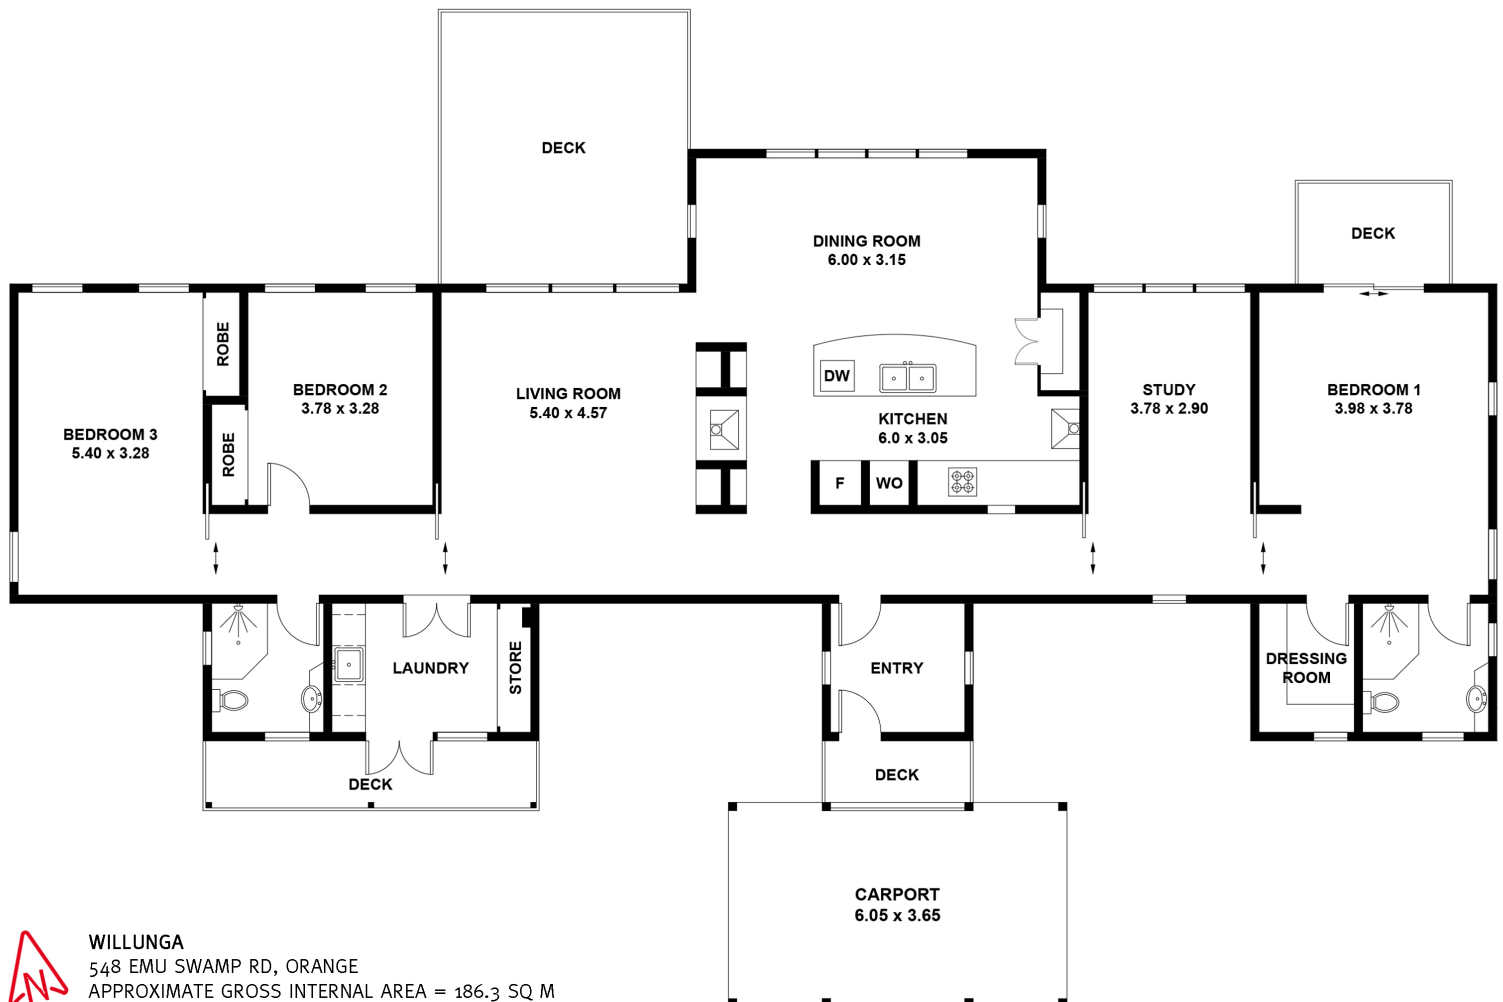 DECK
DINING ROOM
6.00 x 3.15
DECK
ROBE
BEDROOM 2
3.78 x 3.28
LIVING ROOM
5.40 x 4.57
DW
STUDY
3.78 x 2.90
BEDROOM 1
3.98 x 3.78
BEDROOM 3
5.40 x 3.28
ROBE
KITCHEN
6.0 x 3.05
F
WO
LAUNDRY
STORE
ENTRY
DRESSING
ROOM
DECK
DECK
CARPORT
6.05 x 3.65
N
WILLUNGA
548 EMU SWAMP RD, ORANGE
APPROXIMATE GROSS INTERNAL AREA = 186.3 SQ M